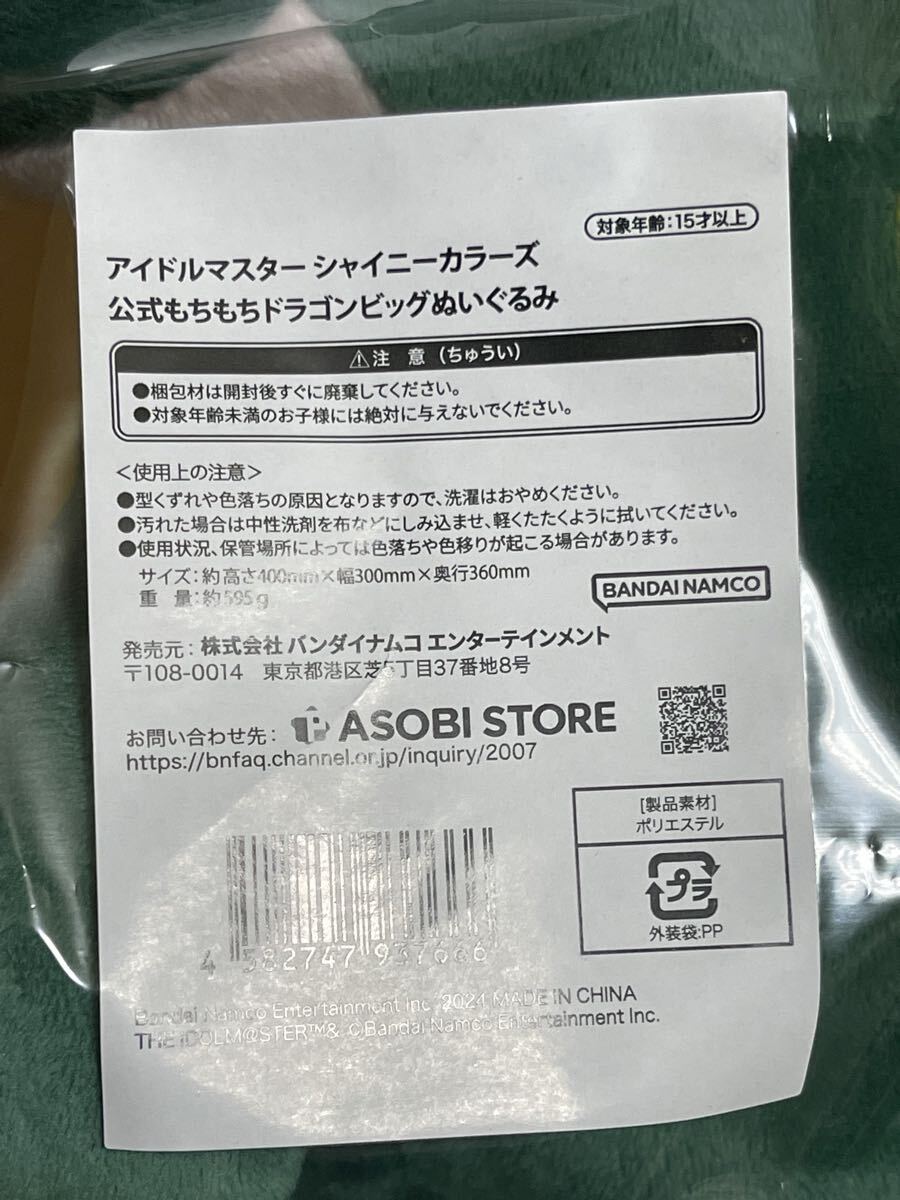 対象年齢:15才以上
アイドルマスター シャイニーカラーズ
公式もちもちドラゴンビッグぬいぐるみ
⚠注 意 (ちゅうい)
●梱包材は開封後すぐに廃棄してください。
●対象年齢未満のお子様には絶対に与えないでください。
<使用上の注意>
●型くずれや色落ちの原因となりますので、洗濯はおやめください。
●汚れた場合は中性洗剤を布などにしみ込ませ、軽くたたくように拭いてください。
●使用状況、保管場所によっては色落ちや色移りが起こる場合があります。
サイズ:約高さ400mm×幅300mm×奥行360mm
重 量:約595g
BANDAI NAMCO
発売元:株式会社 バンダイナムコ エンターテインメント
〒108-0014 東京都港区芝5丁目37番地8号
お問い合わせ先: ASOBI STORE
https://bnfaq.channel.or.jp/inquiry/2007
[製品素材]
ポリエステル
プラ
外装袋:PP
4 582747 937666
Bandai Namco Entertainment Inc. 2024 MADE IN CHINA
THE IDOLM@STER™& ©Bandai Namco Entertainment Inc.